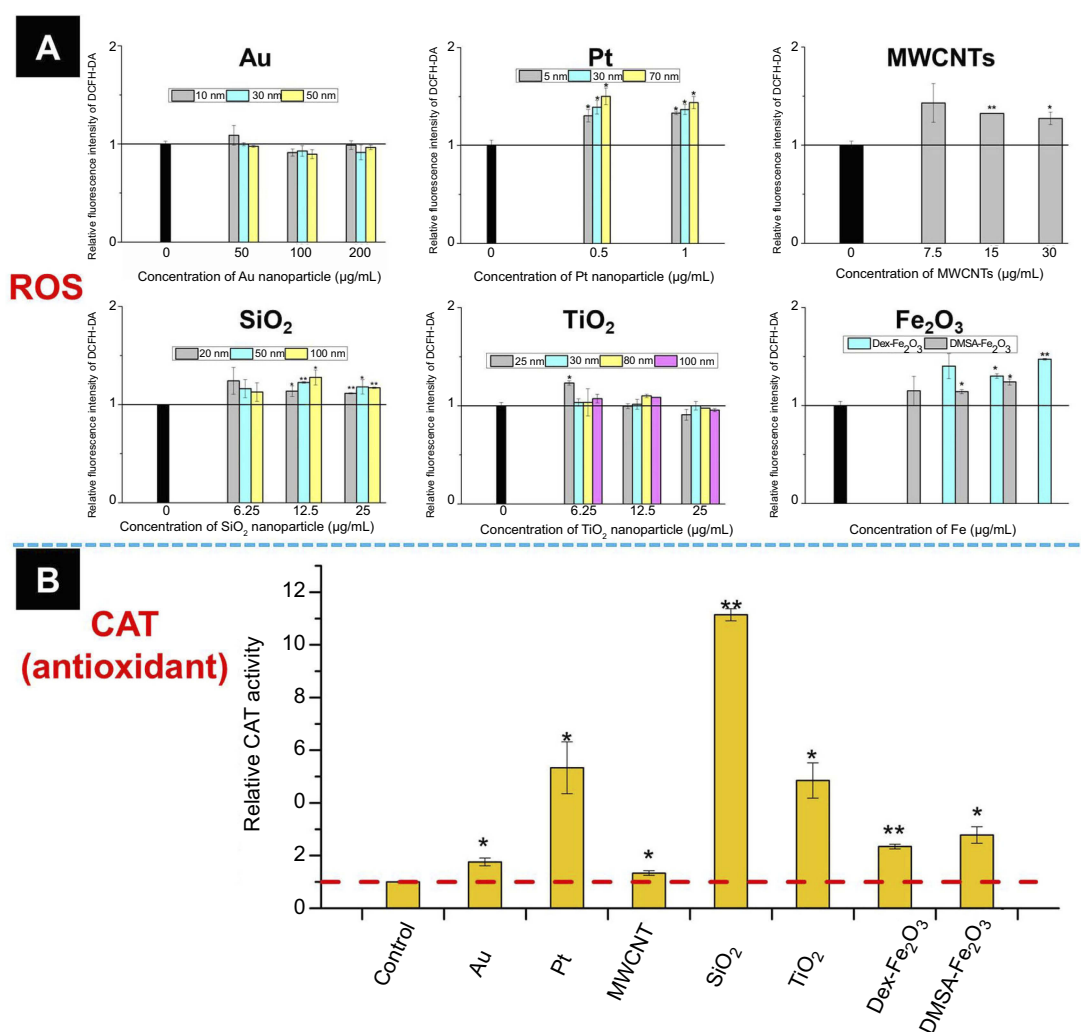 A
Au
Relative fluorescence intensity of DCFH-DA
2
1
0
10 nm 30 nm 50 nm
0 50 100 200
Concentration of Au nanoparticle (µg/mL)
Pt
Relative fluorescence intensity of DCFH-DA
2
1
0
5 nm 30 nm 70 nm
* * * * * *
0 0.5 1
Concentration of Pt nanoparticle (µg/mL)
MWCNTs
Relative fluorescence intensity of DCFH-DA
2
1
0
** *
0 7.5 15 30
Concentration of MWCNTs (µg/mL)
ROS
SiO2
Relative fluorescence intensity of DCFH-DA
2
1
0
20 nm 50 nm 100 nm
* ** * ** * **
0 6.25 12.5 25
Concentration of SiO2 nanoparticle (µg/mL)
TiO2
Relative fluorescence intensity of DCFH-DA
2
1
0
25 nm 30 nm 80 nm 100 nm
*
0 6.25 12.5 25
Concentration of TiO2 nanoparticle (µg/mL)
Fe2O3
Relative fluorescence intensity of DCFH-DA
2
1
0
Dex-Fe2O3 DMSA-Fe2O3
* * * **
Concentration of Fe (µg/mL)
B
CAT
(antioxidant)
Relative CAT activity
12
10
6
0
2
0
* * * ** * ** *
Control
Au
Pt
MWCNT
SiO2
TiO2
Dex-Fe2O3
DMSA-Fe2O3